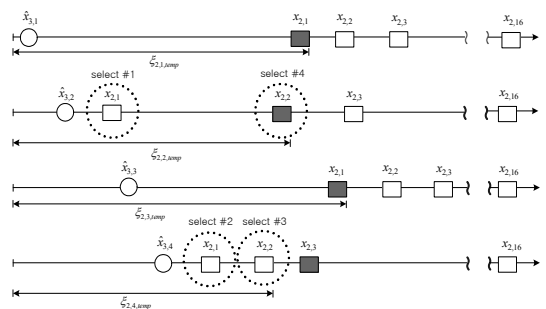 x̂3,1 x2,1 x2,2 x2,3 x2,16
ξ2,1,temp
select #1 select #4
x̂3,2 x2,1 x2,2 x2,3 x2,16
ξ2,2,temp
x̂3,3 x2,1 x2,2 x2,3 x2,16
ξ2,3,temp
select #2 select #3
x̂3,4 x2,1 x2,2 x2,3 x2,16
ξ2,4,temp